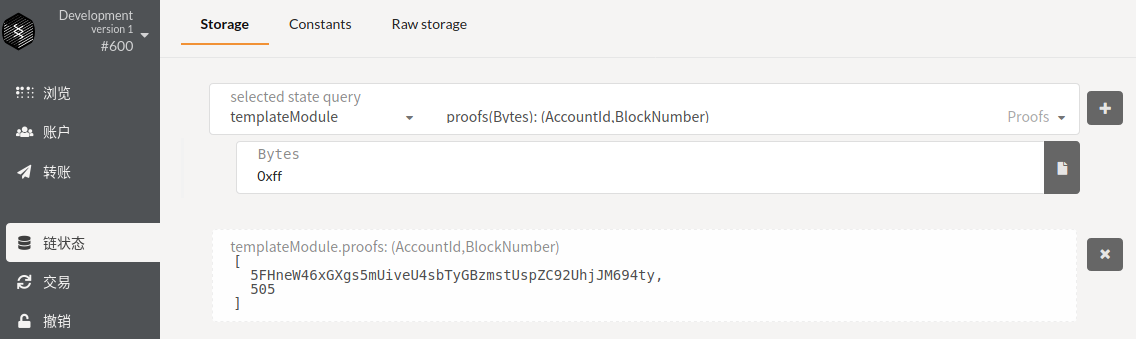 Development
version 1
#600
浏览
账户
转账
链状态
交易
撤销
Storage
Constants
Raw storage
selected state query
templateModule
proofs(Bytes): (AccountId,BlockNumber)
Proofs
Bytes
0xff
templateModule.proofs: (AccountId,BlockNumber)
[
5FHneW46xGXgs5mUiveU4sbTyGBzmstUspZC92UhjJM694ty,
505
]